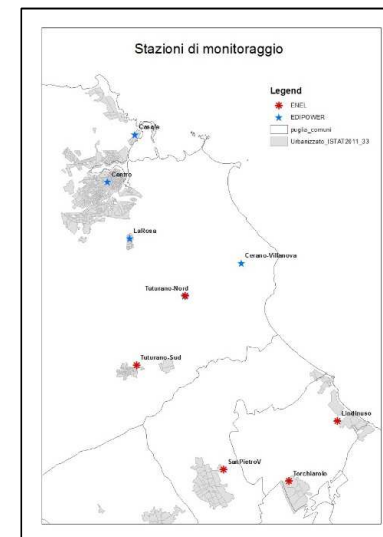 Stazioni di monitoraggio
Legend
ENEL
EDIPOWER
puglia_comuni
Urbanizzato_ISTAT2011_33
Casale
Centro
LaRosa
Cerano-Villanova
Tuturano-Nord
Tuturano-Sud
Lindinuso
SanPietroV
Torchiarolo